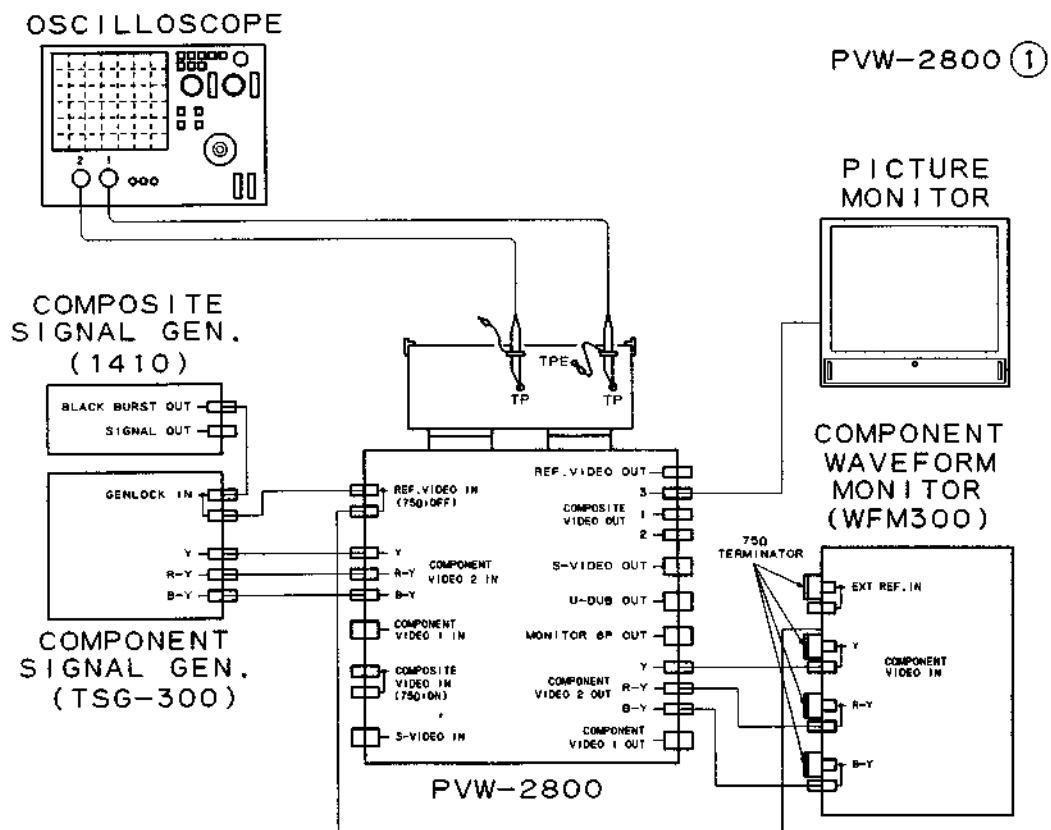 OSCILLOSCOPE
PVW-2800 ①
2 1
PICTURE
MONITOR
COMPOSITE
SIGNAL GEN.
(1410)
BLACK BURST OUT
SIGNAL OUT
TPE
TP
TP
GENLOCK IN
Y
R-Y
B-Y
COMPONENT
SIGNAL GEN.
(TSG-300)
REF.VIDEO IN
(75Ω:OFF)
Y
R-Y
B-Y
COMPONENT
VIDEO 2 IN
COMPONENT
VIDEO 1 IN
COMPOSITE
VIDEO IN
(75Ω:ON)
S-VIDEO IN
REF.VIDEO OUT
3
COMPOSITE
VIDEO OUT
1
2
S-VIDEO OUT
U-DUB OUT
MONITOR 6P OUT
Y
COMPONENT
VIDEO 2 OUT
R-Y
B-Y
COMPONENT
VIDEO 1 OUT
PVW-2800
COMPONENT
WAVEFORM
MONITOR
(WFM300)
75Ω
TERMINATOR
EXT REF.IN
Y
COMPONENT
VIDEO IN
R-Y
B-Y